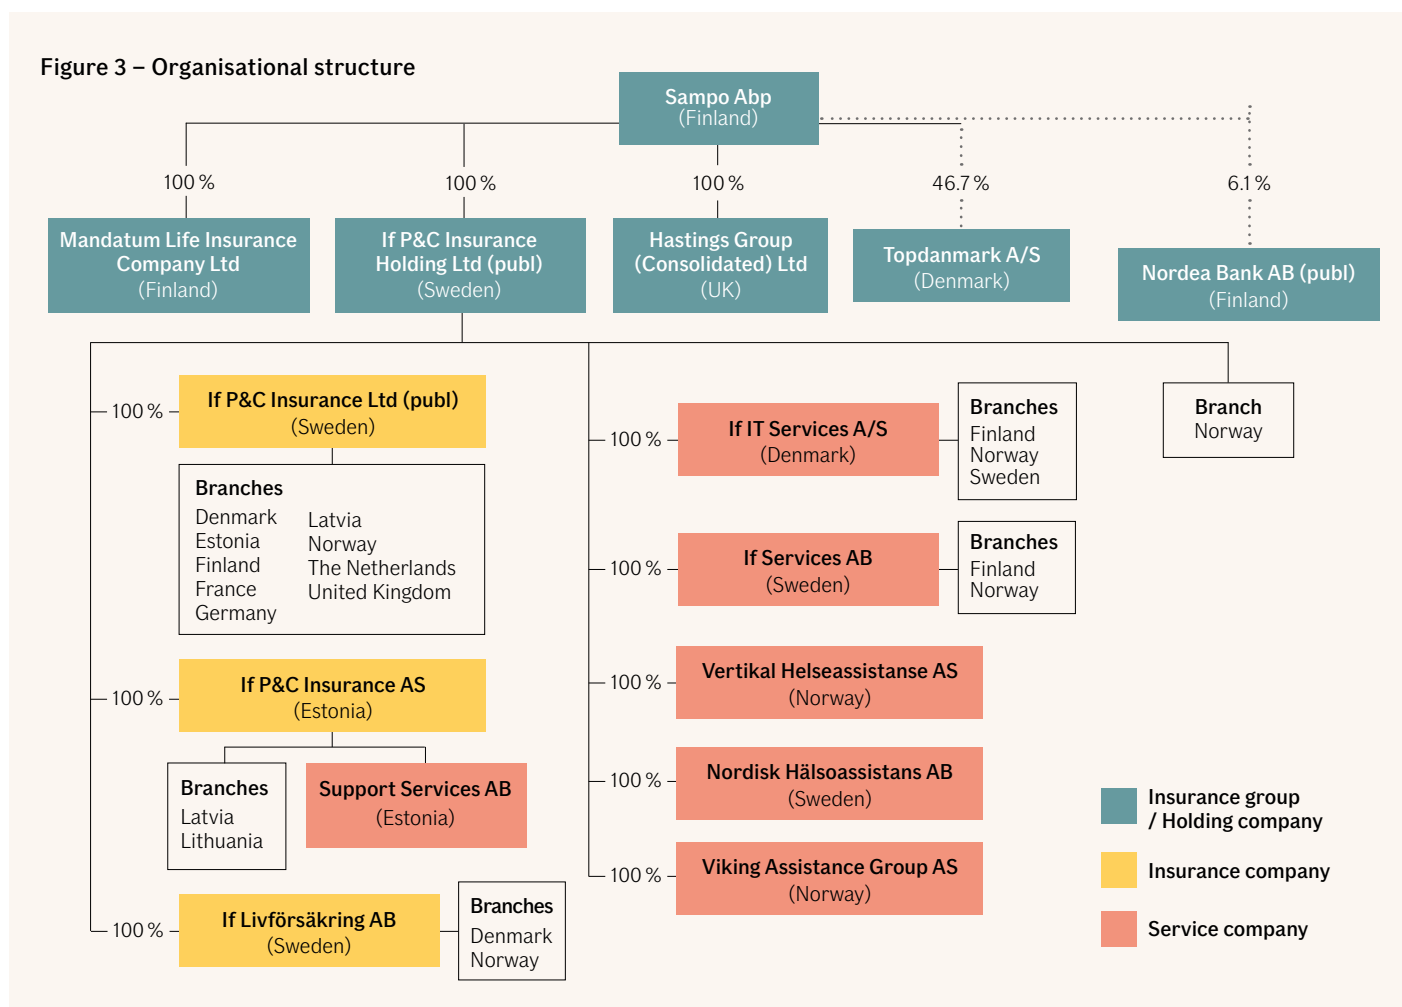 Figure 3 – Organisational structure
Sampo Abp
(Finland)
100 %
100 %
100 %
46.7 %
6.1 %
Mandatum Life Insurance
Company Ltd
(Finland)
If P&C Insurance
Holding Ltd (publ)
(Sweden)
Hastings Group
(Consolidated) Ltd
(UK)
Topdanmark A/S
(Denmark)
Nordea Bank AB (publ)
(Finland)
100 %
If P&C Insurance Ltd (publ)
(Sweden)
Branches
Denmark
Estonia
Finland
France
Germany
Latvia
Norway
The Netherlands
United Kingdom
100 %
If P&C Insurance AS
(Estonia)
Branches
Latvia
Lithuania
Support Services AB
(Estonia)
100 %
If Livförsäkring AB
(Sweden)
Branches
Denmark
Norway
100 %
If IT Services A/S
(Denmark)
Branches
Finland
Norway
Sweden
100 %
If Services AB
(Sweden)
Branches
Finland
Norway
100 %
Vertikal Helseassistanse AS
(Norway)
100 %
Nordisk Hälsoassistans AB
(Sweden)
100 %
Viking Assistance Group AS
(Norway)
Branch
Norway
Insurance group
/ Holding company
Insurance company
Service company